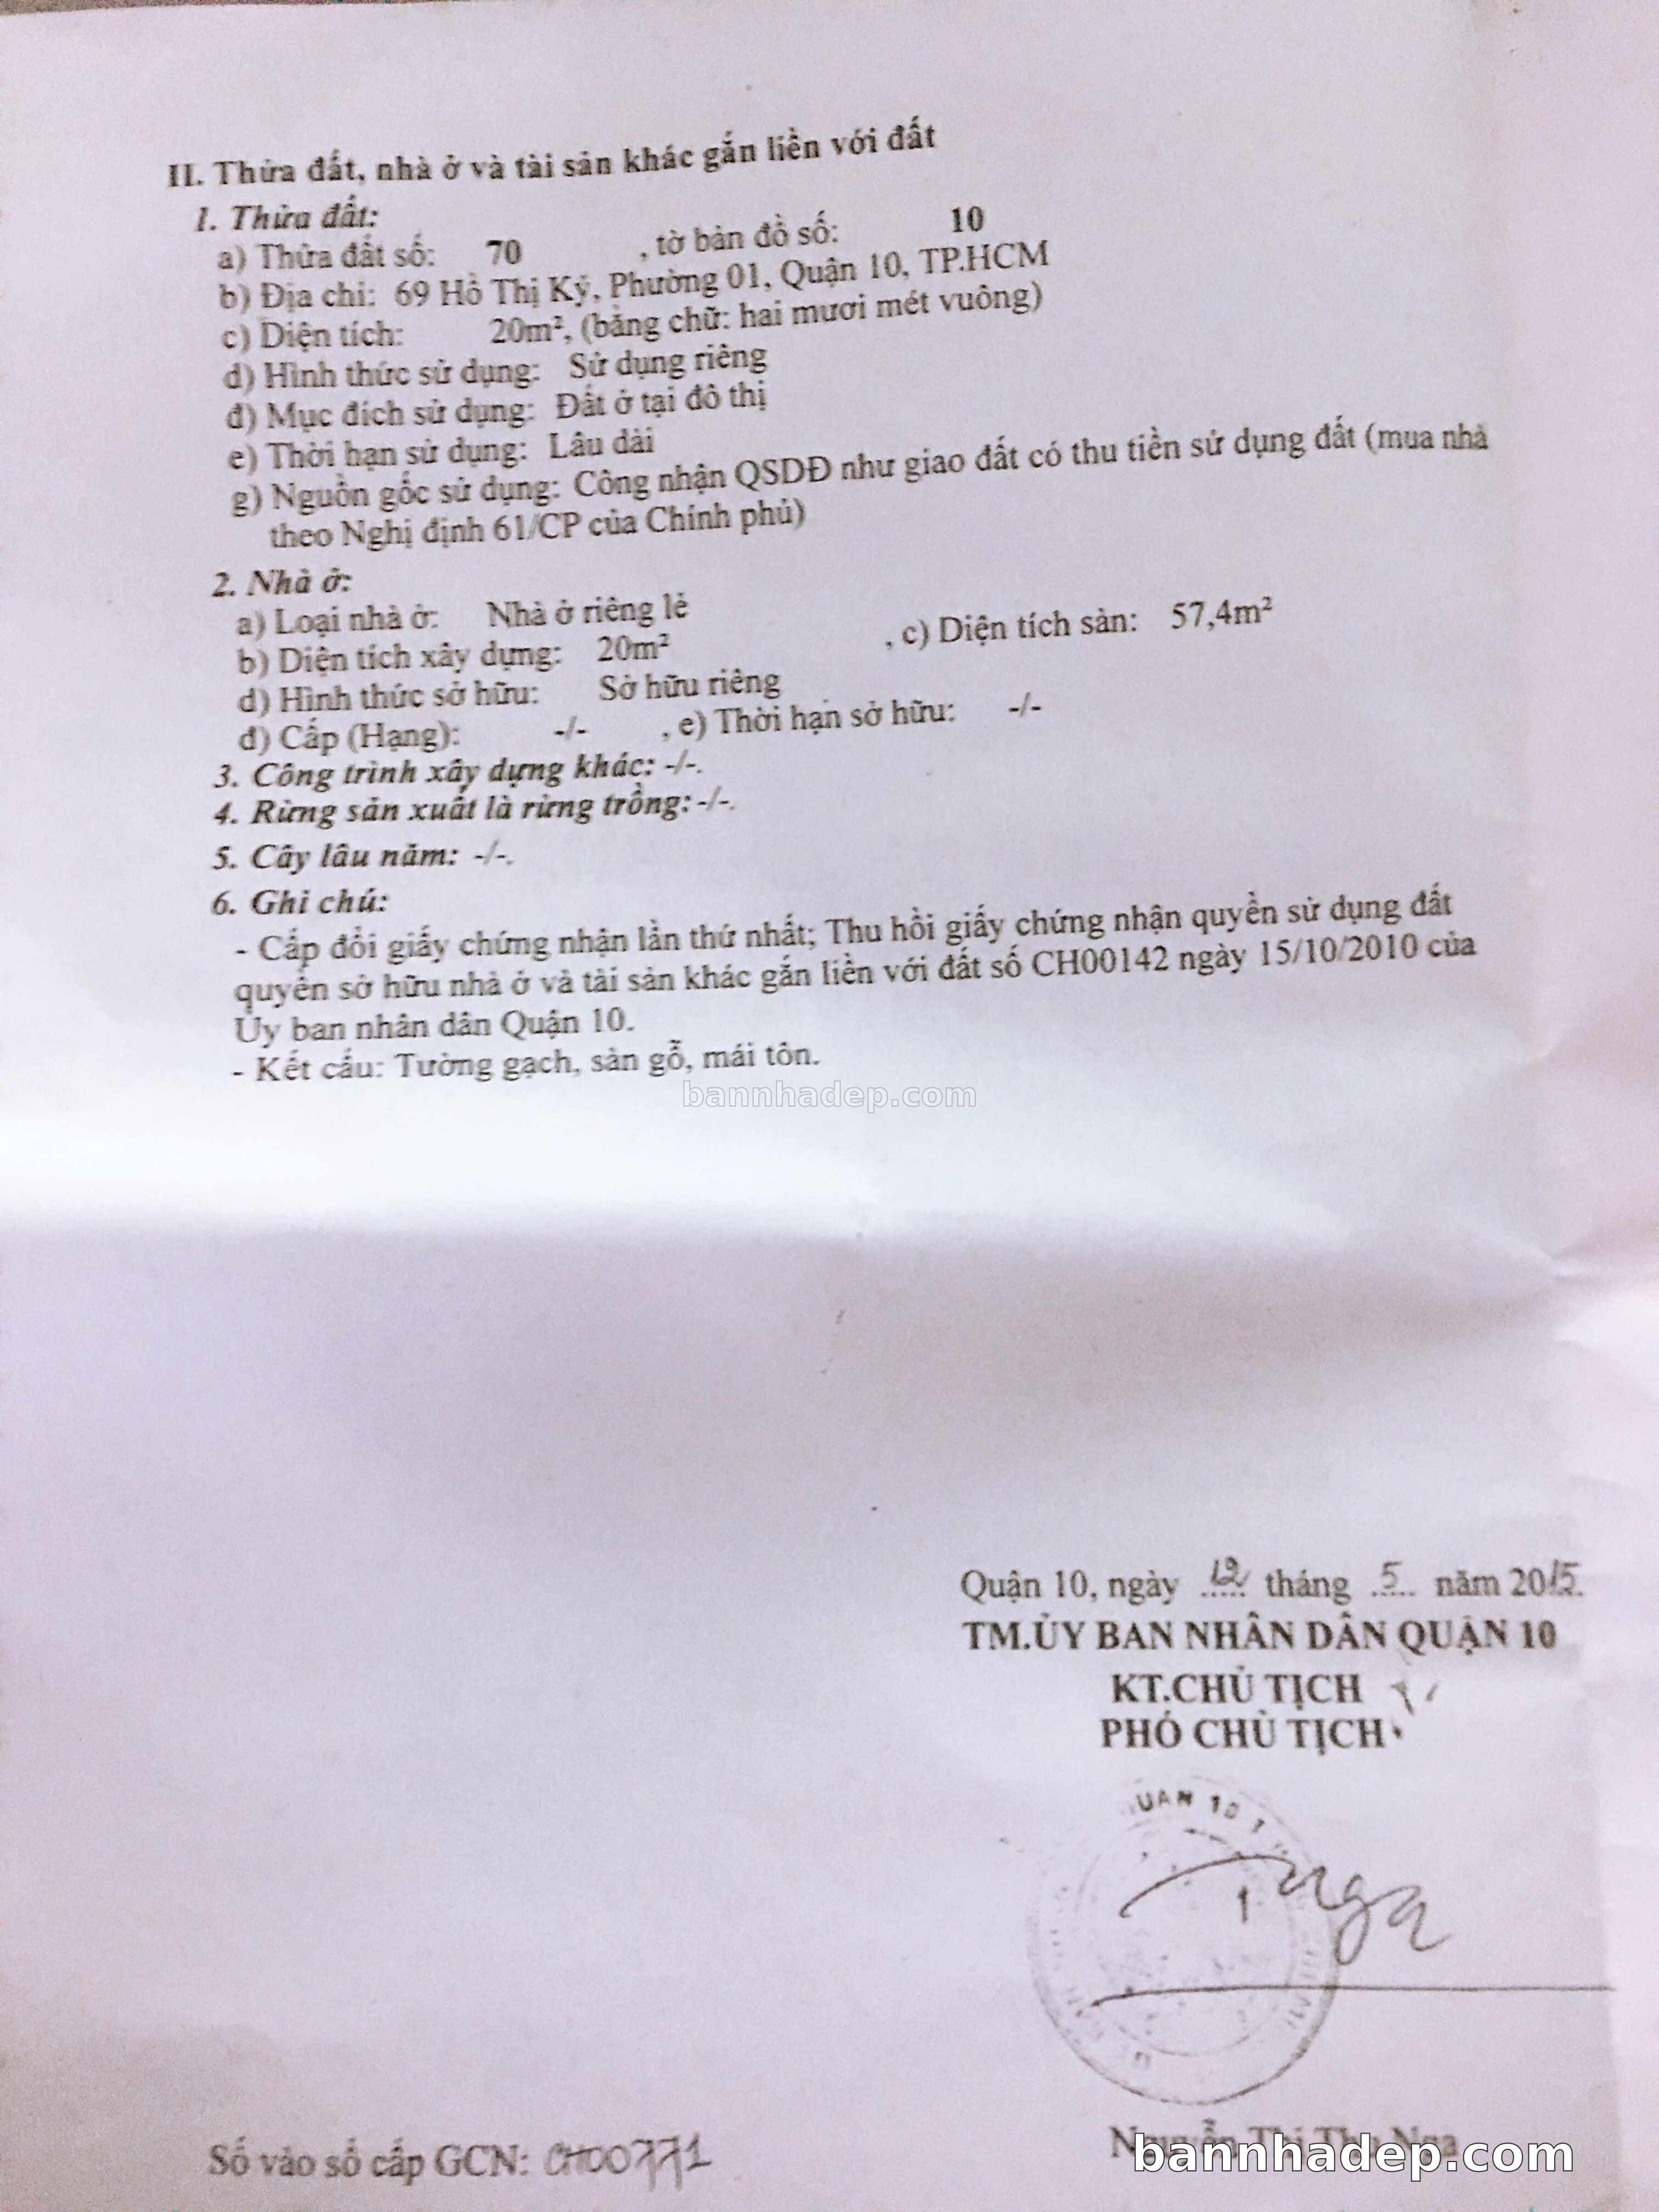 II. Thửa đất, nhà ở và tài sản khác gắn liền với đất
1. Thửa đất:
a) Thửa đất số: 70 , tờ bản đồ số: 10
b) Địa chỉ: 69 Hồ Thị Kỷ, Phường 01, Quận 10, TP.HCM
c) Diện tích: 20m², (bằng chữ: hai mươi mét vuông)
d) Hình thức sử dụng: Sử dụng riêng
đ) Mục đích sử dụng: Đất ở tại đô thị
e) Thời hạn sử dụng: Lâu dài
g) Nguồn gốc sử dụng: Công nhận QSDĐ như giao đất có thu tiền sử dụng đất (mua nhà
theo Nghị định 61/CP của Chính phủ)
2. Nhà ở:
a) Loại nhà ở: Nhà ở riêng lẻ
b) Diện tích xây dựng: 20m² , c) Diện tích sàn: 57,4m²
d) Hình thức sở hữu: Sở hữu riêng
đ) Cấp (Hạng): -/- , e) Thời hạn sở hữu: -/-
3. Công trình xây dựng khác: -/-.
4. Rừng sản xuất là rừng trồng: -/-.
5. Cây lâu năm: -/-.
6. Ghi chú:
- Cấp đổi giấy chứng nhận lần thứ nhất; Thu hồi giấy chứng nhận quyền sử dụng đất
quyền sở hữu nhà ở và tài sản khác gắn liền với đất số CH00142 ngày 15/10/2010 của
Ủy ban nhân dân Quận 10.
- Kết cấu: Tường gạch, sàn gỗ, mái tôn.
bannhadep.com
Quận 10, ngày 12 tháng 5 năm 2015
TM.ỦY BAN NHÂN DÂN QUẬN 10
KT.CHỦ TỊCH
PHÓ CHỦ TỊCH
Nga
Nguyễn Thị Thu Nga
bannhadep.com
Số vào sổ cấp GCN: CH00771